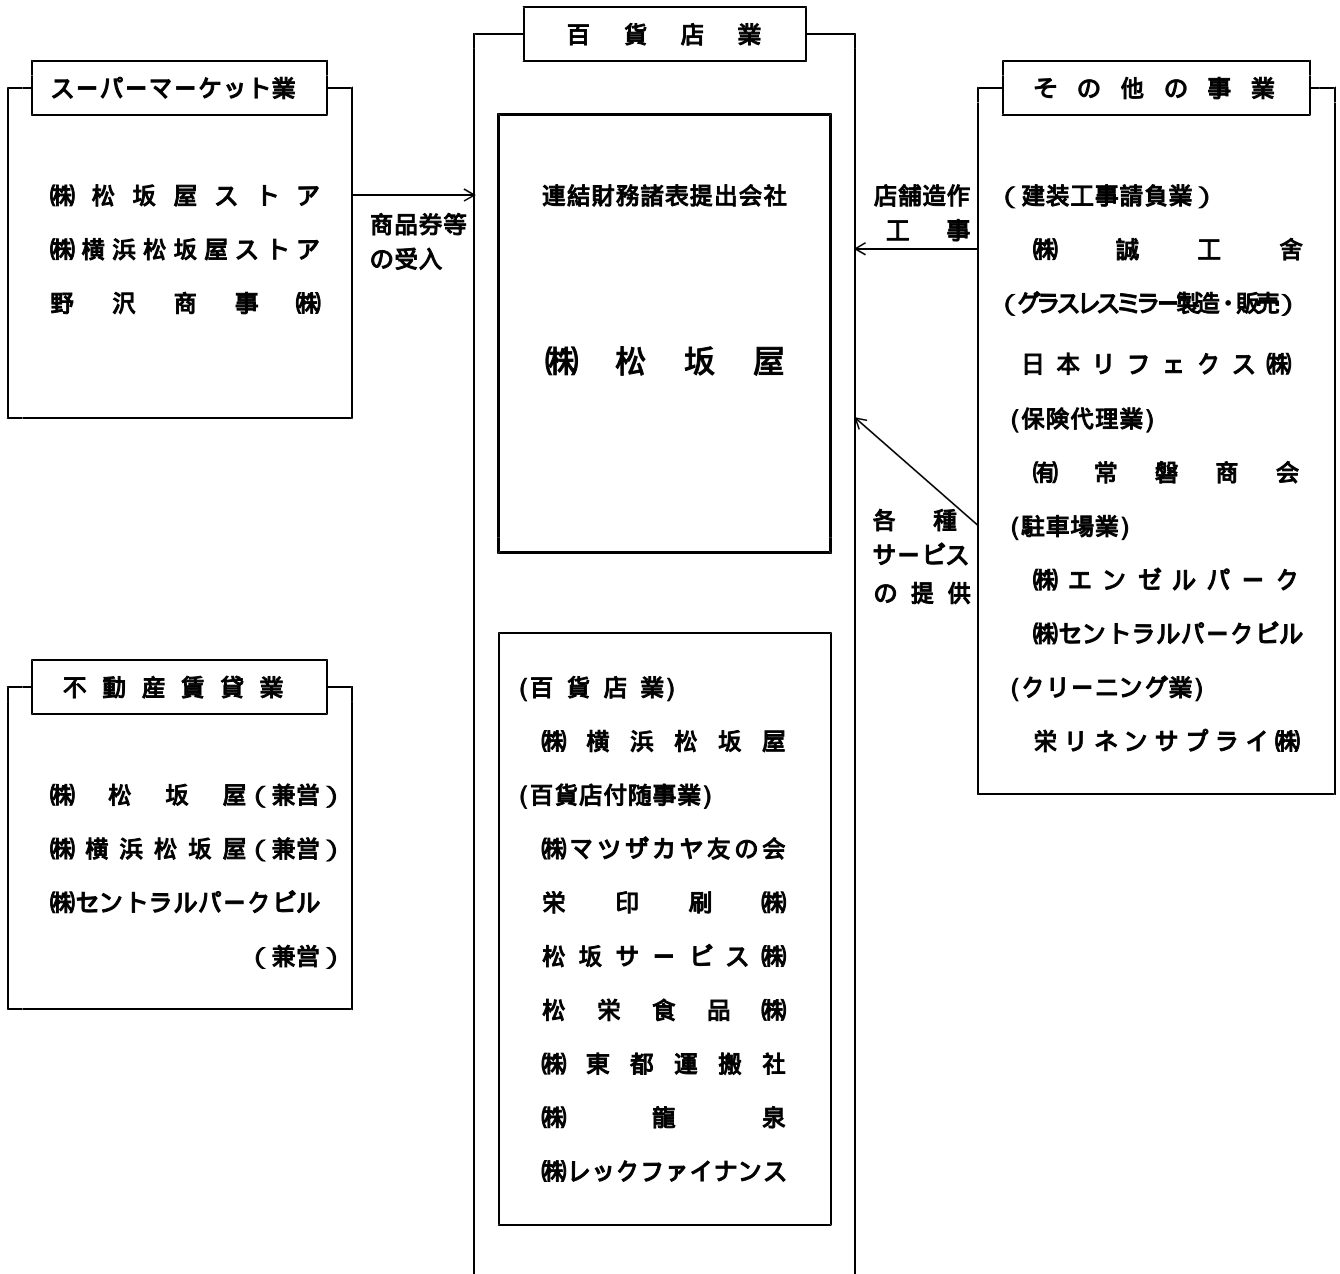 百貨店業
スーパーマーケット業
㈱松坂屋ストア
㈱横浜松坂屋ストア
野沢商事㈱
商品券等
の受入
連結財務諸表提出会社
㈱松坂屋
店舗造作
工事
各種
サービス
の提供
その他の事業
(建装工事請負業)
㈱誠工舎
(グラスレスミラー製造・販売)
日本リフェクス㈱
(保険代理業)
㈲常磐商会
(駐車場業)
㈱エンゼルパーク
㈱セントラルパークビル
(クリーニング業)
栄リネンサプライ㈱
不動産賃貸業
㈱松坂屋(兼営)
㈱横浜松坂屋(兼営)
㈱セントラルパークビル
(兼営)
(百貨店業)
㈱横浜松坂屋
(百貨店付随事業)
㈱マツザカヤ友の会
栄印刷㈱
松坂サービス㈱
松栄食品㈱
㈱東都運搬社
㈱龍泉
㈱レックファイナンス